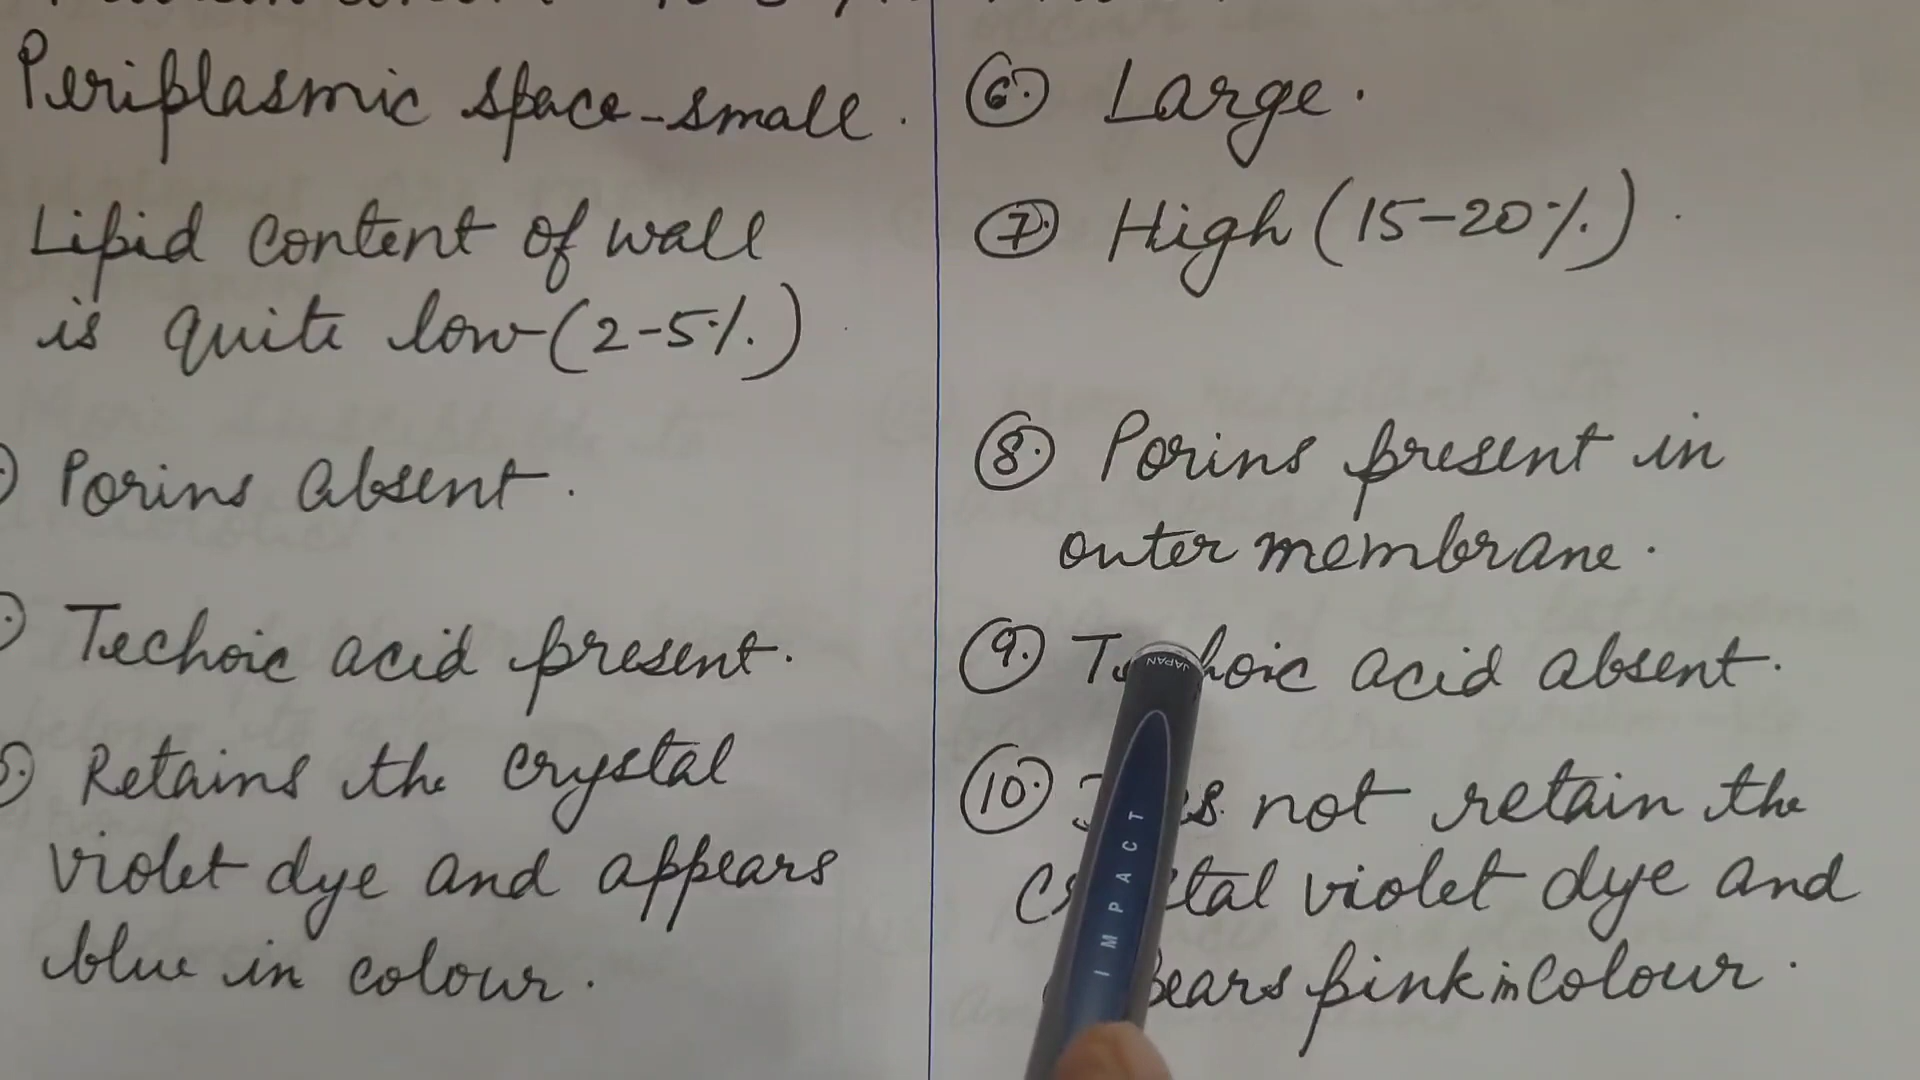 Periplasmic space-small.
Lipid content of wall
is quite low (2-5%)
Porins absent.
Techoic acid present.
Retains the crystal
violet dye and appears
blue in colour.
6. Large.
7. High (15-20%)
8. Porins present in
outer membrane.
9. acid absent.
10. not retain the
violet dye and
pink in colour.
JAPAN
IMPACT